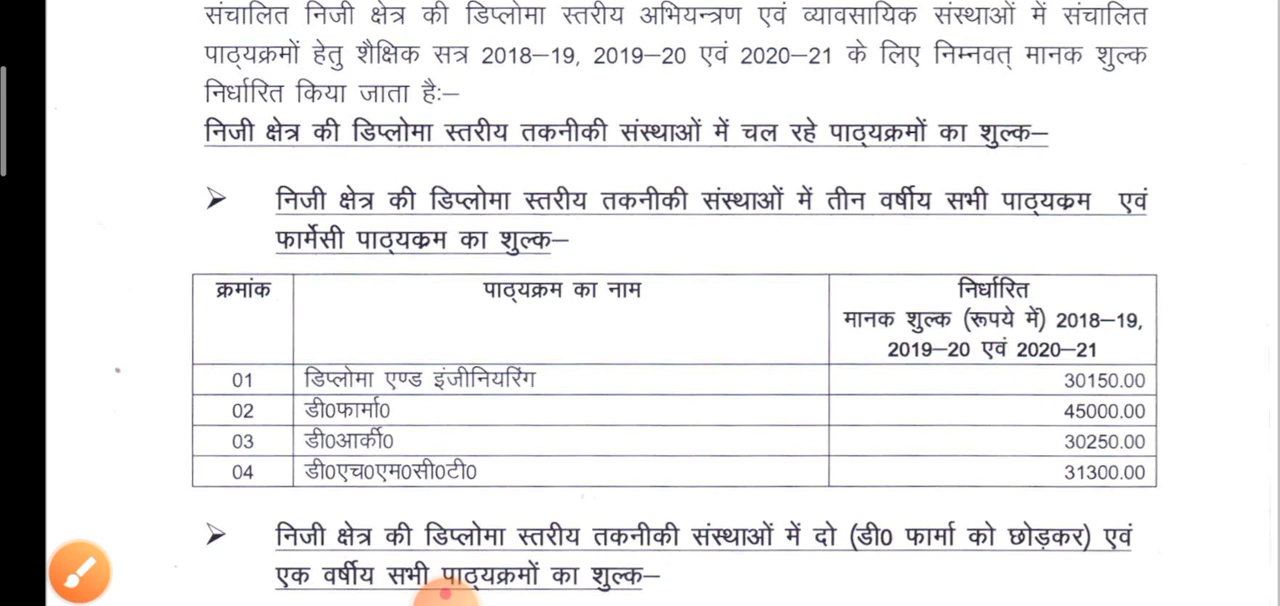 संचालित निजी क्षेत्र की डिप्लोमा स्तरीय अभियन्त्रण एवं व्यावसायिक संस्थाओं में संचालित
पाठ्यक्रमों हेतु शैक्षिक सत्र 2018–19, 2019–20 एवं 2020–21 के लिए निम्नवत् मानक शुल्क
निर्धारित किया जाता हैः–
निजी क्षेत्र की डिप्लोमा स्तरीय तकनीकी संस्थाओं में चल रहे पाठ्यक्रमों का शुल्क–
➢ निजी क्षेत्र की डिप्लोमा स्तरीय तकनीकी संस्थाओं में तीन वर्षीय सभी पाठ्यक्रम एवं
फार्मेसी पाठ्यक्रम का शुल्क–
क्रमांक पाठ्यक्रम का नाम निर्धारित
मानक शुल्क (रूपये में) 2018–19,
2019–20 एवं 2020–21
01 डिप्लोमा एण्ड इंजीनियरिंग 30150.00
02 डी0फार्मा0 45000.00
03 डी0आर्की0 30250.00
04 डी0एच0एम0सी0टी0 31300.00
➢ निजी क्षेत्र की डिप्लोमा स्तरीय तकनीकी संस्थाओं में दो (डी0 फार्मा को छोड़कर) एवं
एक वर्षीय सभी पाठ्यक्रमों का शुल्क–